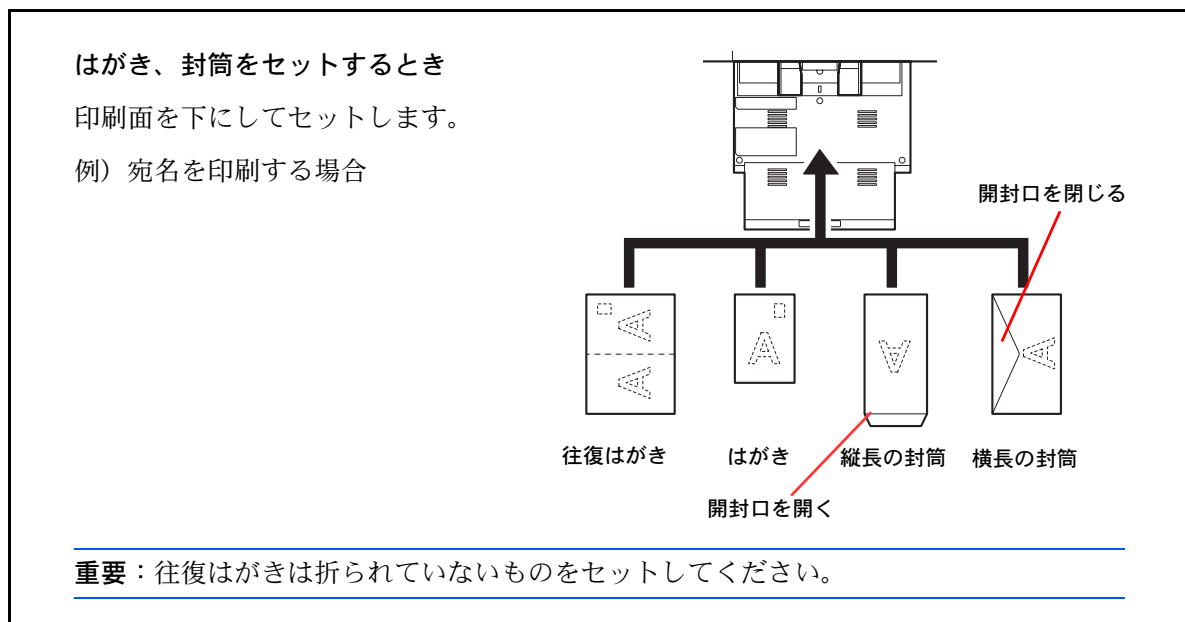 はがき、封筒をセットするとき
印刷面を下にしてセットします。
例）宛名を印刷する場合
開封口を閉じる
A
A
A
A
A
往復はがき
はがき
縦長の封筒
横長の封筒
開封口を開く
重要：往復はがきは折られていないものをセットしてください。